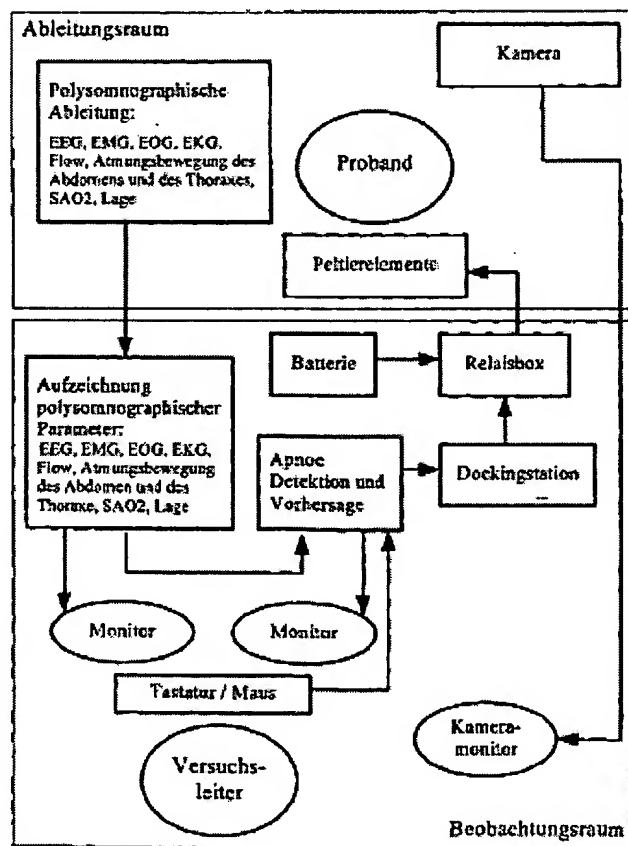 Ableitungsraum
Kamera
Polysomnographische
Ableitung:
EEG, EMG, EOG, EKG,
Flow, Atmungsbewegung des
Abdomens und des Thoraxes,
SAO2, Lage
Proband
Peltierelemente
Batterie
Relaisbox
Aufzeichnung
polysomnographischer
Parameter:
EEG, EMG, EOG, EKG,
Flow, Atmungsbewegung
des Abdomen und des
Thoraxe, SAO2, Lage
Apnoe
Detektion und
Vorhersage
Dockingstation
Monitor
Monitor
Tastatur / Maus
Kamera-
monitor
Versuchs-
leiter
Beobachtungsraum